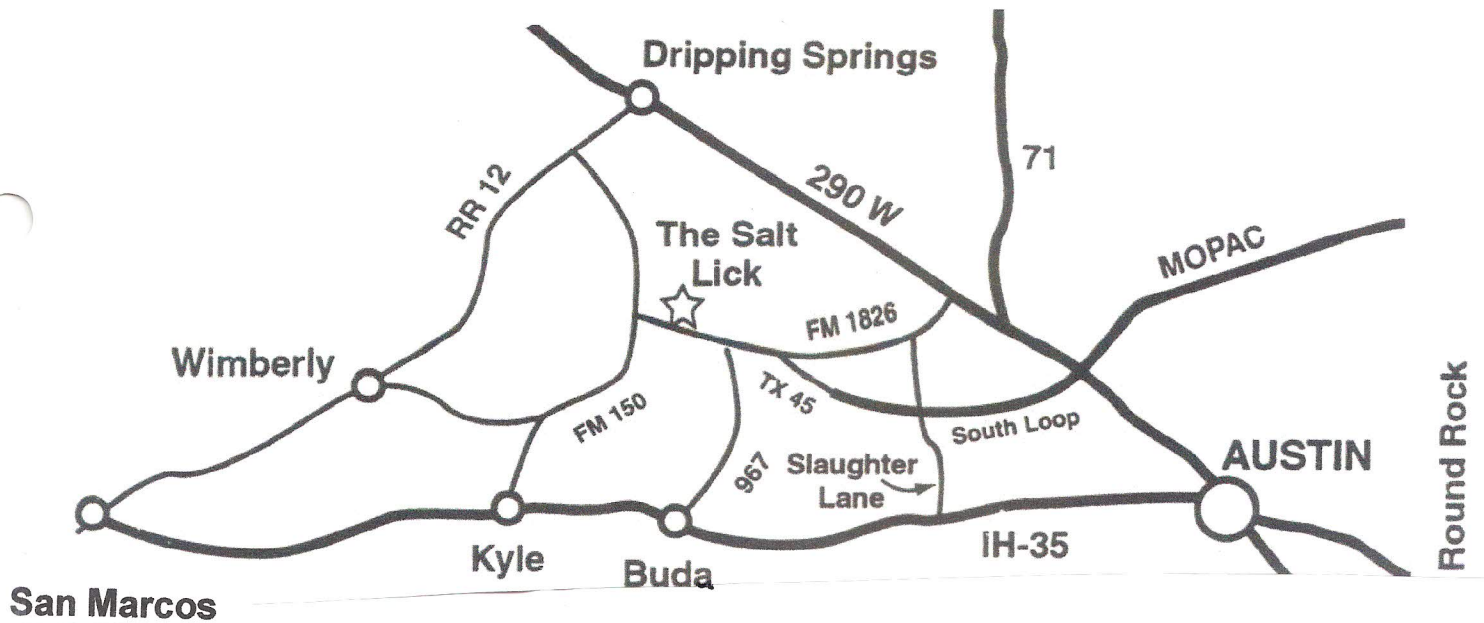 Dripping Springs
71
RR 12
290 W
The Salt
Lick
MOPAC
FM 1826
Wimberly
TX 45
FM 150
South Loop
967
Slaughter
Lane
AUSTIN
Round Rock
IH-35
Kyle
Buda
San Marcos